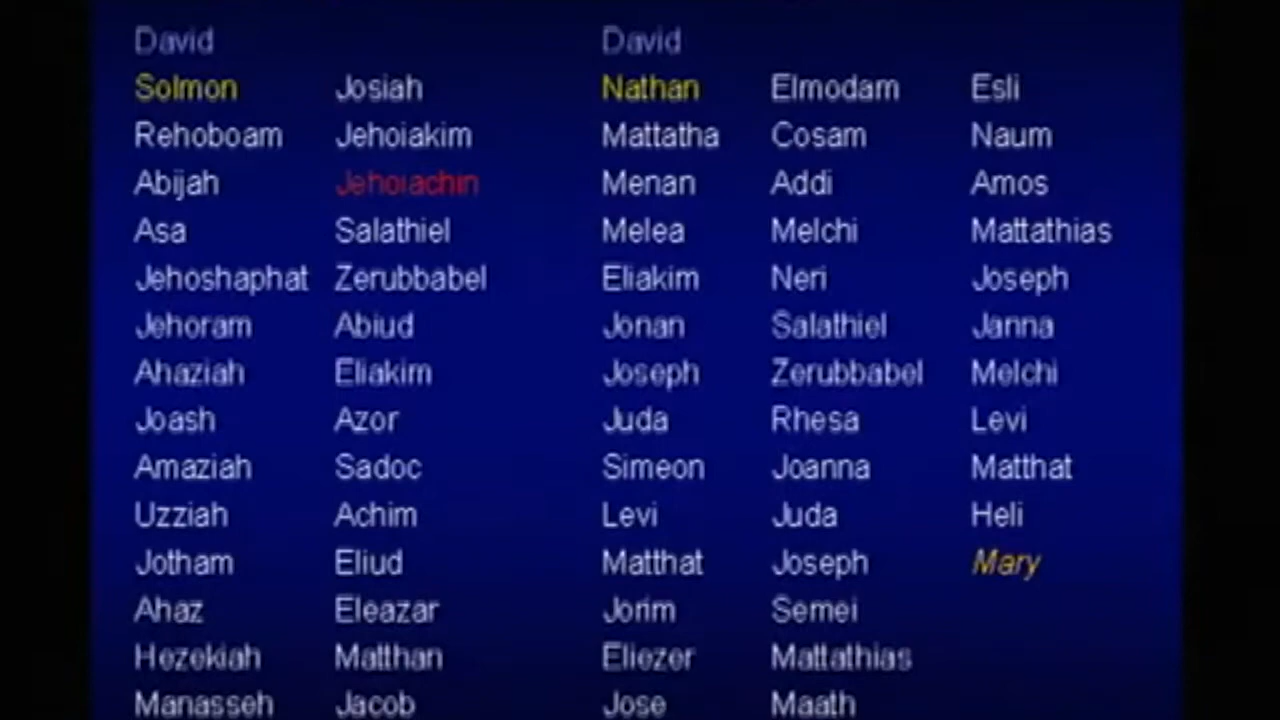 David
Solmon
Rehoboam
Abijah
Asa
Jehoshaphat
Jehoram
Ahaziah
Joash
Amaziah
Uzziah
Jotham
Ahaz
Hezekiah
Manasseh
Josiah
Jehoiakim
Jehoiachin
Salathiel
Zerubbabel
Abiud
Eliakim
Azor
Sadoc
Achim
Eliud
Eleazar
Matthan
Jacob
David
Nathan
Mattatha
Menan
Melea
Eliakim
Jonan
Joseph
Juda
Simeon
Levi
Matthat
Jorim
Eliezer
Jose
Elmodam
Cosam
Addi
Melchi
Neri
Salathiel
Zerubbabel
Rhesa
Joanna
Juda
Joseph
Semei
Mattathias
Maath
Esli
Naum
Amos
Mattathias
Joseph
Janna
Melchi
Levi
Matthat
Heli
Mary